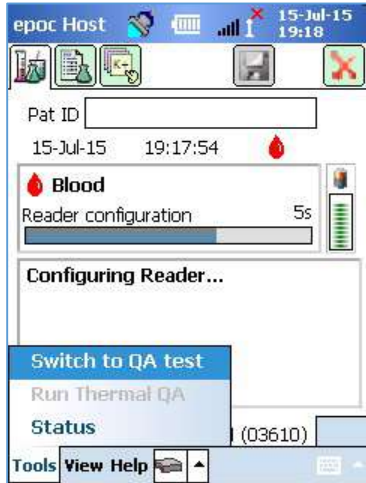 epoc Host 15-Jul-15
19:18
K+
Pat ID
15-Jul-15 19:17:54
Blood
Reader configuration 5s
Configuring Reader...
Switch to QA test
Run Thermal QA
Status
(03610)
Tools View Help